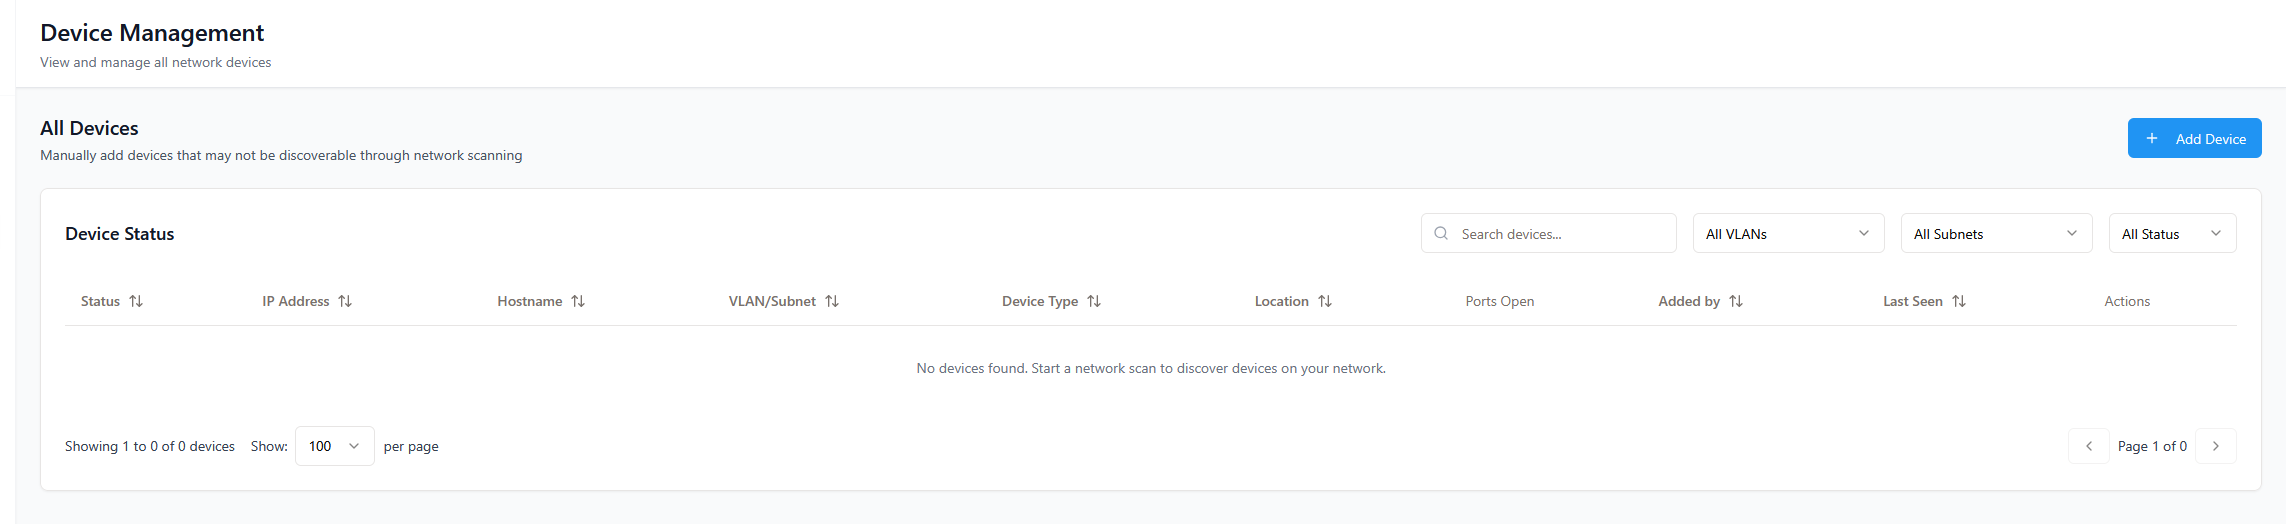 Device Management
View and manage all network devices
All Devices
Manually add devices that may not be discoverable through network scanning
Add Device
Device Status
Search devices...
All VLANs
All Subnets
All Status
Status IP Address Hostname VLAN/Subnet Device Type Location Ports Open Added by Last Seen Actions
No devices found. Start a network scan to discover devices on your network.
Showing 1 to 0 of 0 devices Show: 100 per page
Page 1 of 0